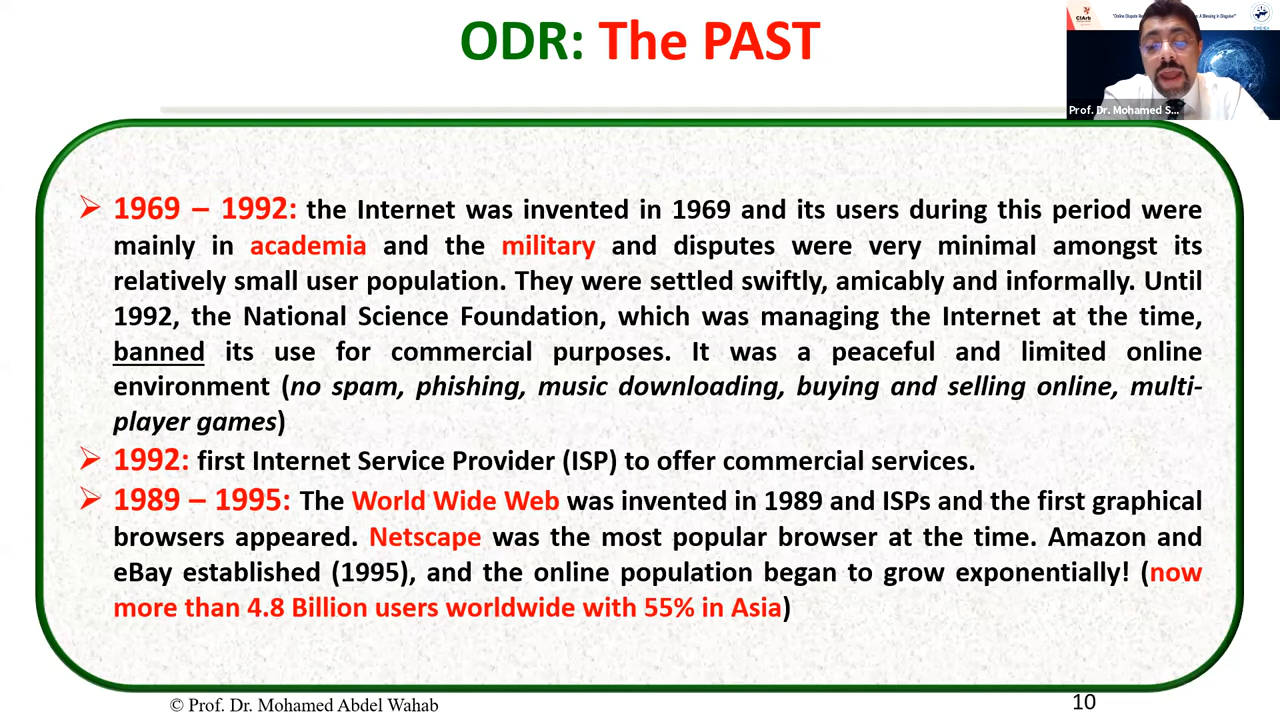 ODR: The PAST
CIArb
"Online Dispute Re
A Blessing in Disguise!"
Prof. Dr. Mohamed S...
➢ 1969 – 1992: the Internet was invented in 1969 and its users during this period were
mainly in academia and the military and disputes were very minimal amongst its
relatively small user population. They were settled swiftly, amicably and informally. Until
1992, the National Science Foundation, which was managing the Internet at the time,
banned its use for commercial purposes. It was a peaceful and limited online
environment (no spam, phishing, music downloading, buying and selling online, multi-
player games)
➢ 1992: first Internet Service Provider (ISP) to offer commercial services.
➢ 1989 – 1995: The World Wide Web was invented in 1989 and ISPs and the first graphical
browsers appeared. Netscape was the most popular browser at the time. Amazon and
eBay established (1995), and the online population began to grow exponentially! (now
more than 4.8 Billion users worldwide with 55% in Asia)
© Prof. Dr. Mohamed Abdel Wahab
10